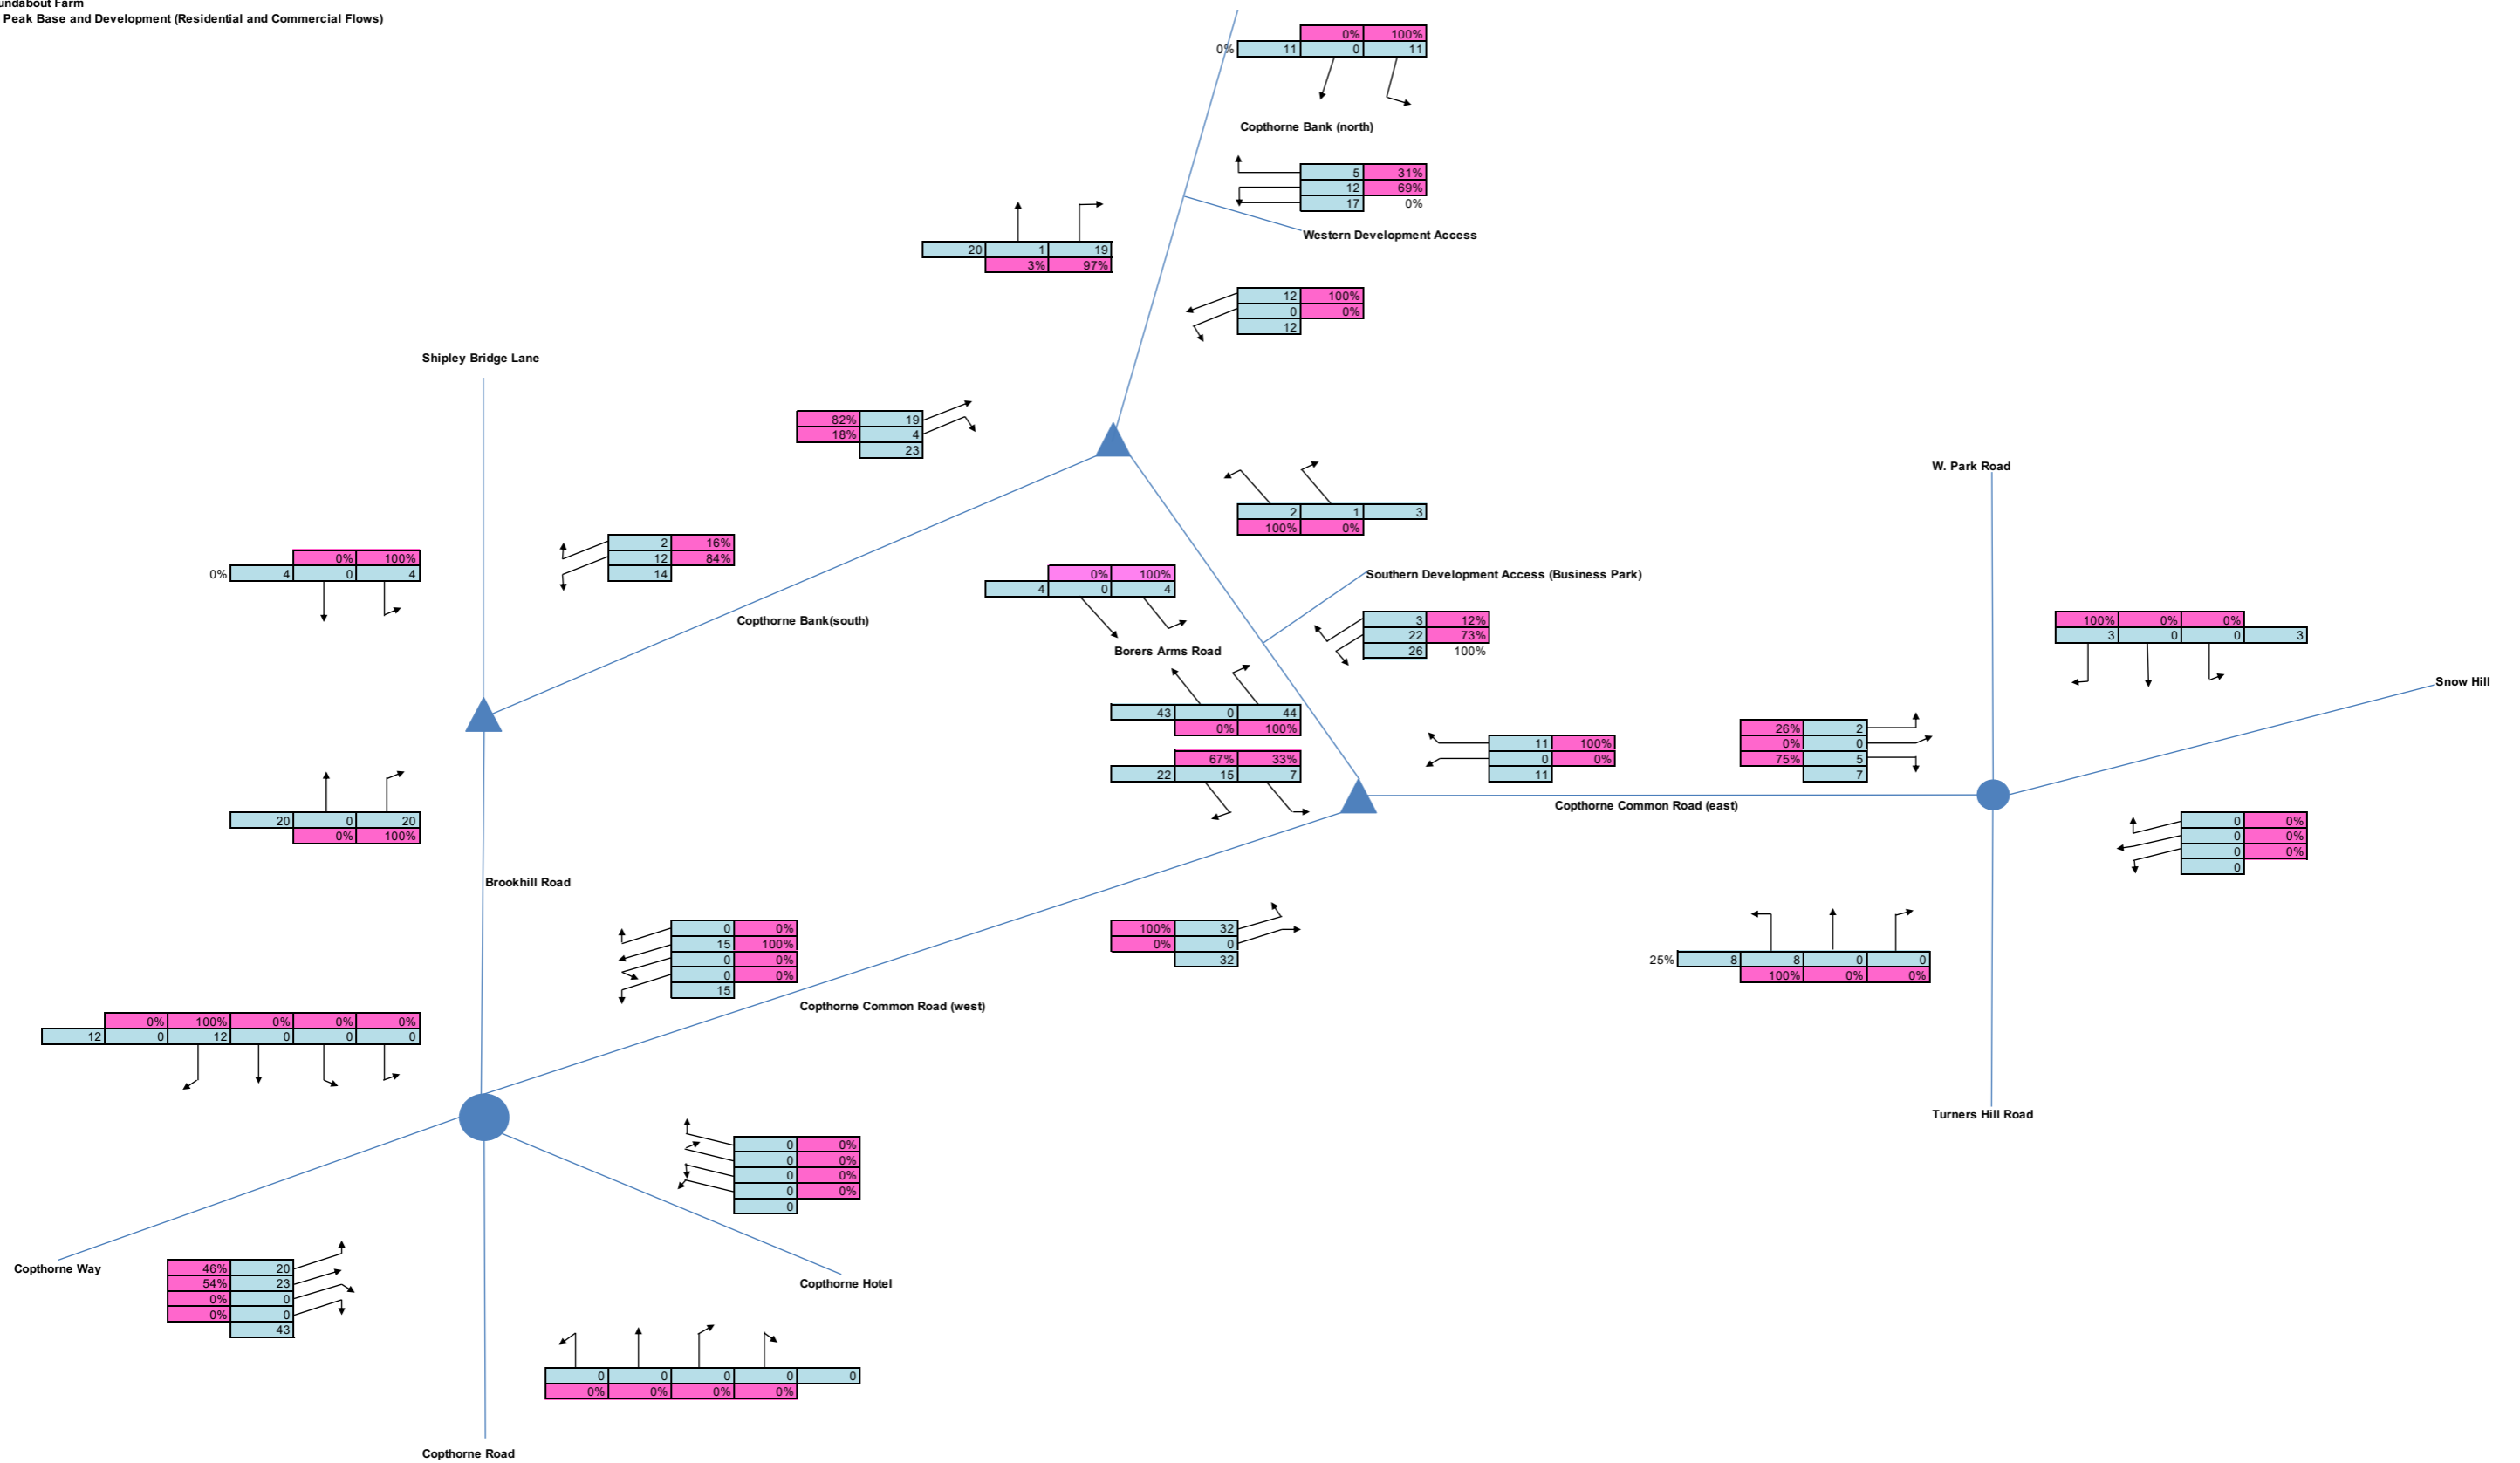 undabout Farm
Peak Base and Development (Residential and Commercial Flows)
0% 100%
0% 11 0 11
Copthorne Bank (north)
5 31%
12 69%
17 0%
Western Development Access
20 1 19
3% 97%
12 100%
0 0%
12
Shipley Bridge Lane
82% 19
18% 4
23
W. Park Road
2 1 3
100% 0%
2 16%
12 84%
14
0% 100%
0% 4 0 4
0% 100%
4 0 4
Southern Development Access (Business Park)
Copthorne Bank(south)
3 12%
22 73%
26 100%
100% 0% 0%
3 0 0 3
Borers Arms Road
Snow Hill
43 0 44
0% 100%
67% 33%
22 15 7
11 100%
0 0%
11
26% 2
0% 0
75% 5
7
Copthorne Common Road (east)
20 0 20
0% 100%
0 0%
0 0%
0 0%
0
Brookhill Road
0 0%
15 100%
0 0%
0 0%
15
100% 32
0% 0
32
25% 8 8 0 0
100% 0% 0%
Copthorne Common Road (west)
0% 100% 0% 0% 0%
12 0 12 0 0 0
Turners Hill Road
0 0%
0 0%
0 0%
0 0%
0
Copthorne Way
46% 20
54% 23
0% 0
0% 0
43
Copthorne Hotel
0 0 0 0 0
0% 0% 0% 0%
Copthorne Road